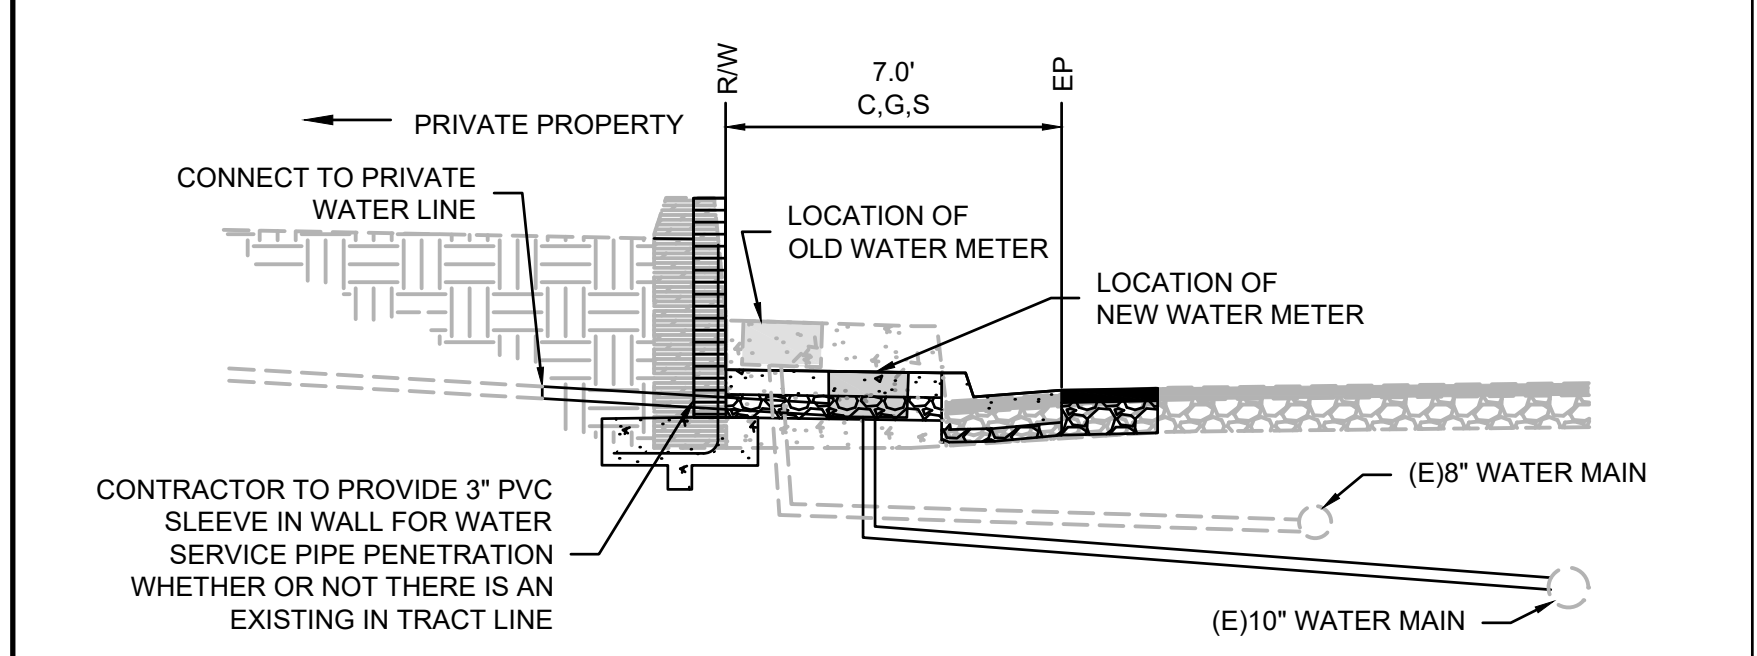 R/W
7.0'
C,G,S
EP
PRIVATE PROPERTY
CONNECT TO PRIVATE
WATER LINE
LOCATION OF
OLD WATER METER
LOCATION OF
NEW WATER METER
(E)8" WATER MAIN
CONTRACTOR TO PROVIDE 3" PVC
SLEEVE IN WALL FOR WATER
SERVICE PIPE PENETRATION
WHETHER OR NOT THERE IS AN
EXISTING IN TRACT LINE
(E)10" WATER MAIN